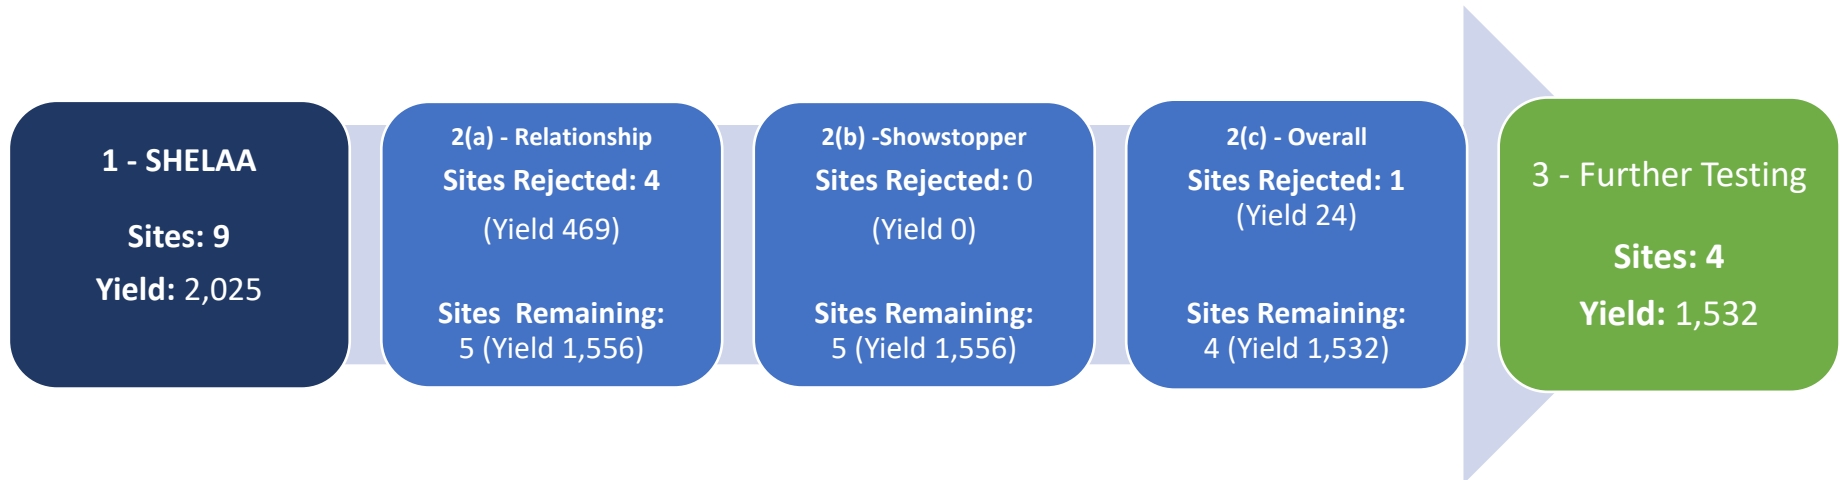 1 - SHELAA
Sites: 9
Yield: 2,025
2(a) - Relationship
Sites Rejected: 4
(Yield 469)
Sites Remaining:
5 (Yield 1,556)
2(b) -Showstopper
Sites Rejected: 0
(Yield 0)
Sites Remaining:
5 (Yield 1,556)
2(c) - Overall
Sites Rejected: 1
(Yield 24)
Sites Remaining:
4 (Yield 1,532)
3 - Further Testing
Sites: 4
Yield: 1,532